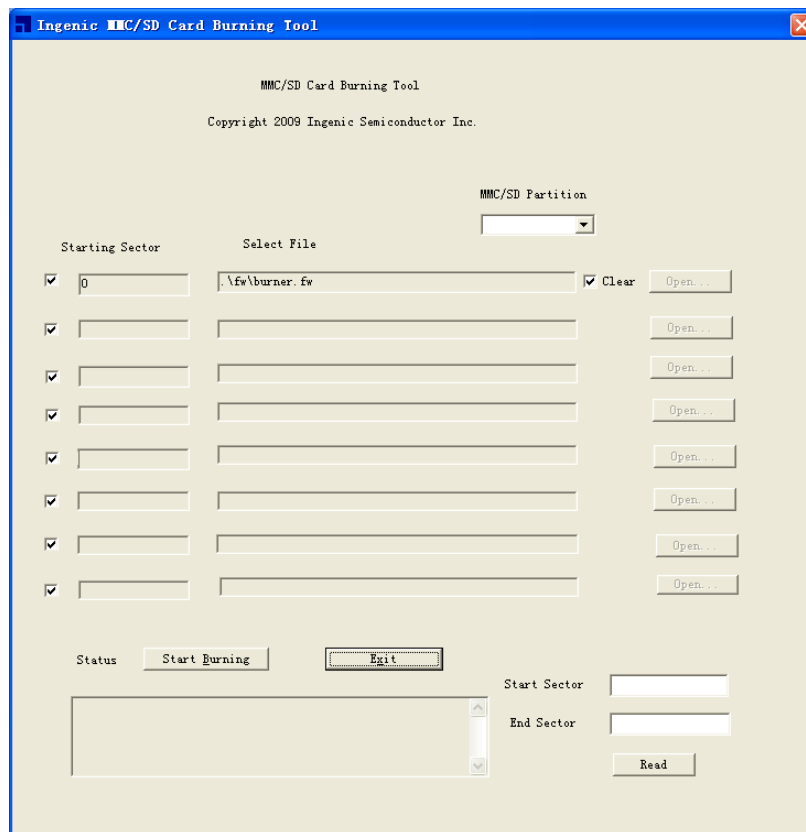 Ingenic MMC/SD Card Burning Tool
MMC/SD Card Burning Tool
Copyright 2009 Ingenic Semiconductor Inc.
MMC/SD Partition
Starting Sector Select File
0 .\fw\burner.fw Clear Open...
Open...
Open...
Open...
Open...
Open...
Open...
Open...
Status Start Burning Exit
Start Sector
End Sector
Read